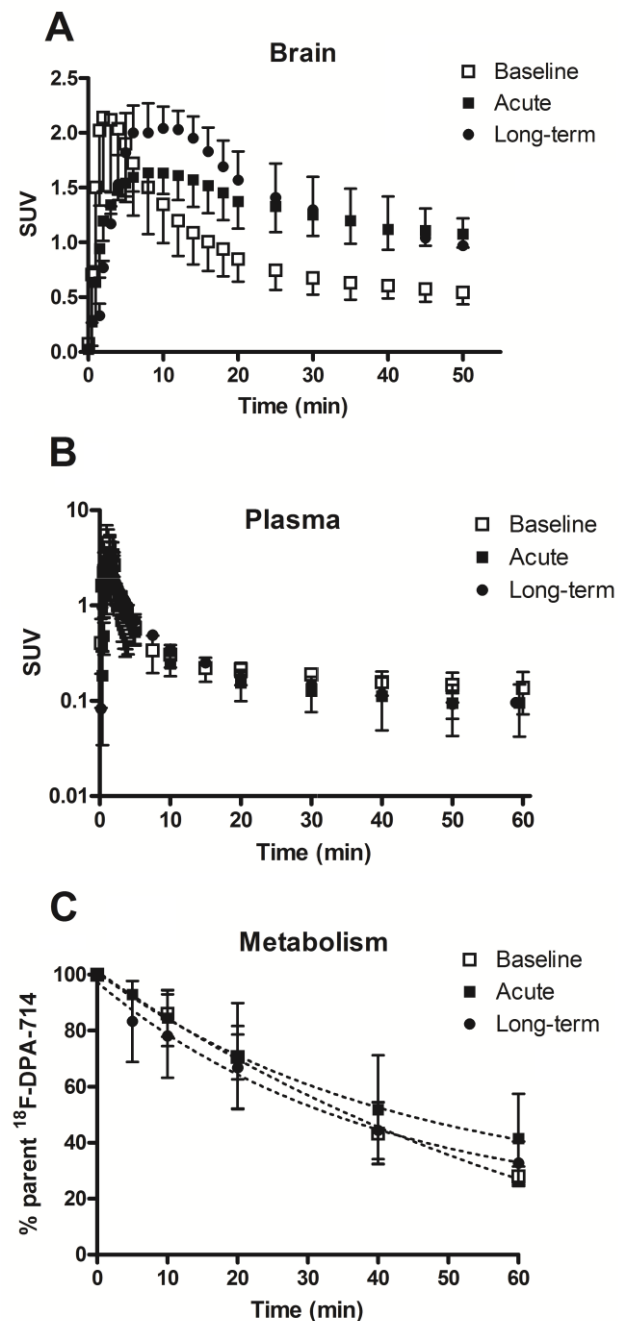 A
Brain
Baseline
Acute
Long-term
2.5
2.0
1.5
1.0
0.5
0.0
SUV
0 10 20 30 40 50
Time (min)
B
Plasma
Baseline
Acute
Long-term
10
1
0.1
0.01
SUV
0 10 20 30 40 50 60
Time (min)
C
Metabolism
Baseline
Acute
Long-term
100
80
60
40
20
0
% parent ¹⁸F-DPA-714
0 10 20 30 40 50 60
Time (min)